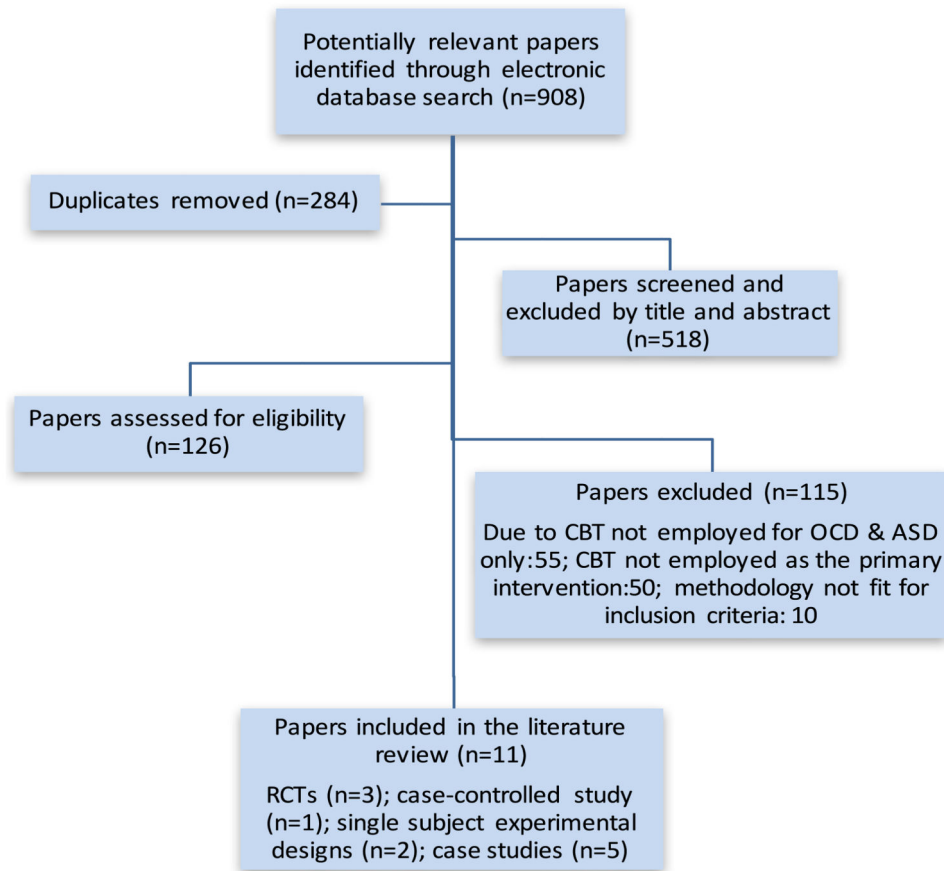 Potentially relevant papers
identified through electronic
database search (n=908)
Duplicates removed (n=284)
Papers screened and
excluded by title and abstract
(n=518)
Papers assessed for eligibility
(n=126)
Papers excluded (n=115)
Due to CBT not employed for OCD & ASD
only:55; CBT not employed as the primary
intervention:50; methodology not fit for
inclusion criteria: 10
Papers included in the literature
review (n=11)
RCTs (n=3); case-controlled study
(n=1); single subject experimental
designs (n=2); case studies (n=5)